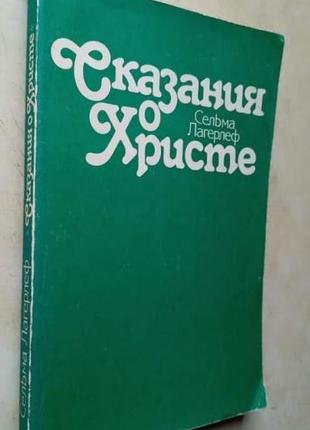 Сказания
о
Христе
Сельма
Лагерлеф
Сельма Лагерлеф Сказания о Христе